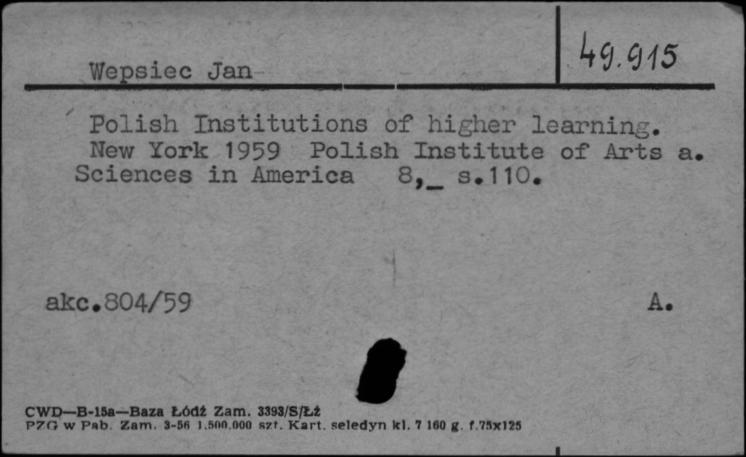 Wepsiec Jan
49.915
Polish Institutions of higher learning.
New York 1959 Polish Institute of Arts a.
Sciences in America 8,_ s.110.
akc.804/59 A.
CWD—B-15a—Baza Łódź Zam. 3393/S/Łż
PZG w Pab. Zam. 3-56 1.500.000 szt. Kart. seledyn kl. 7 160 g. f.75x125